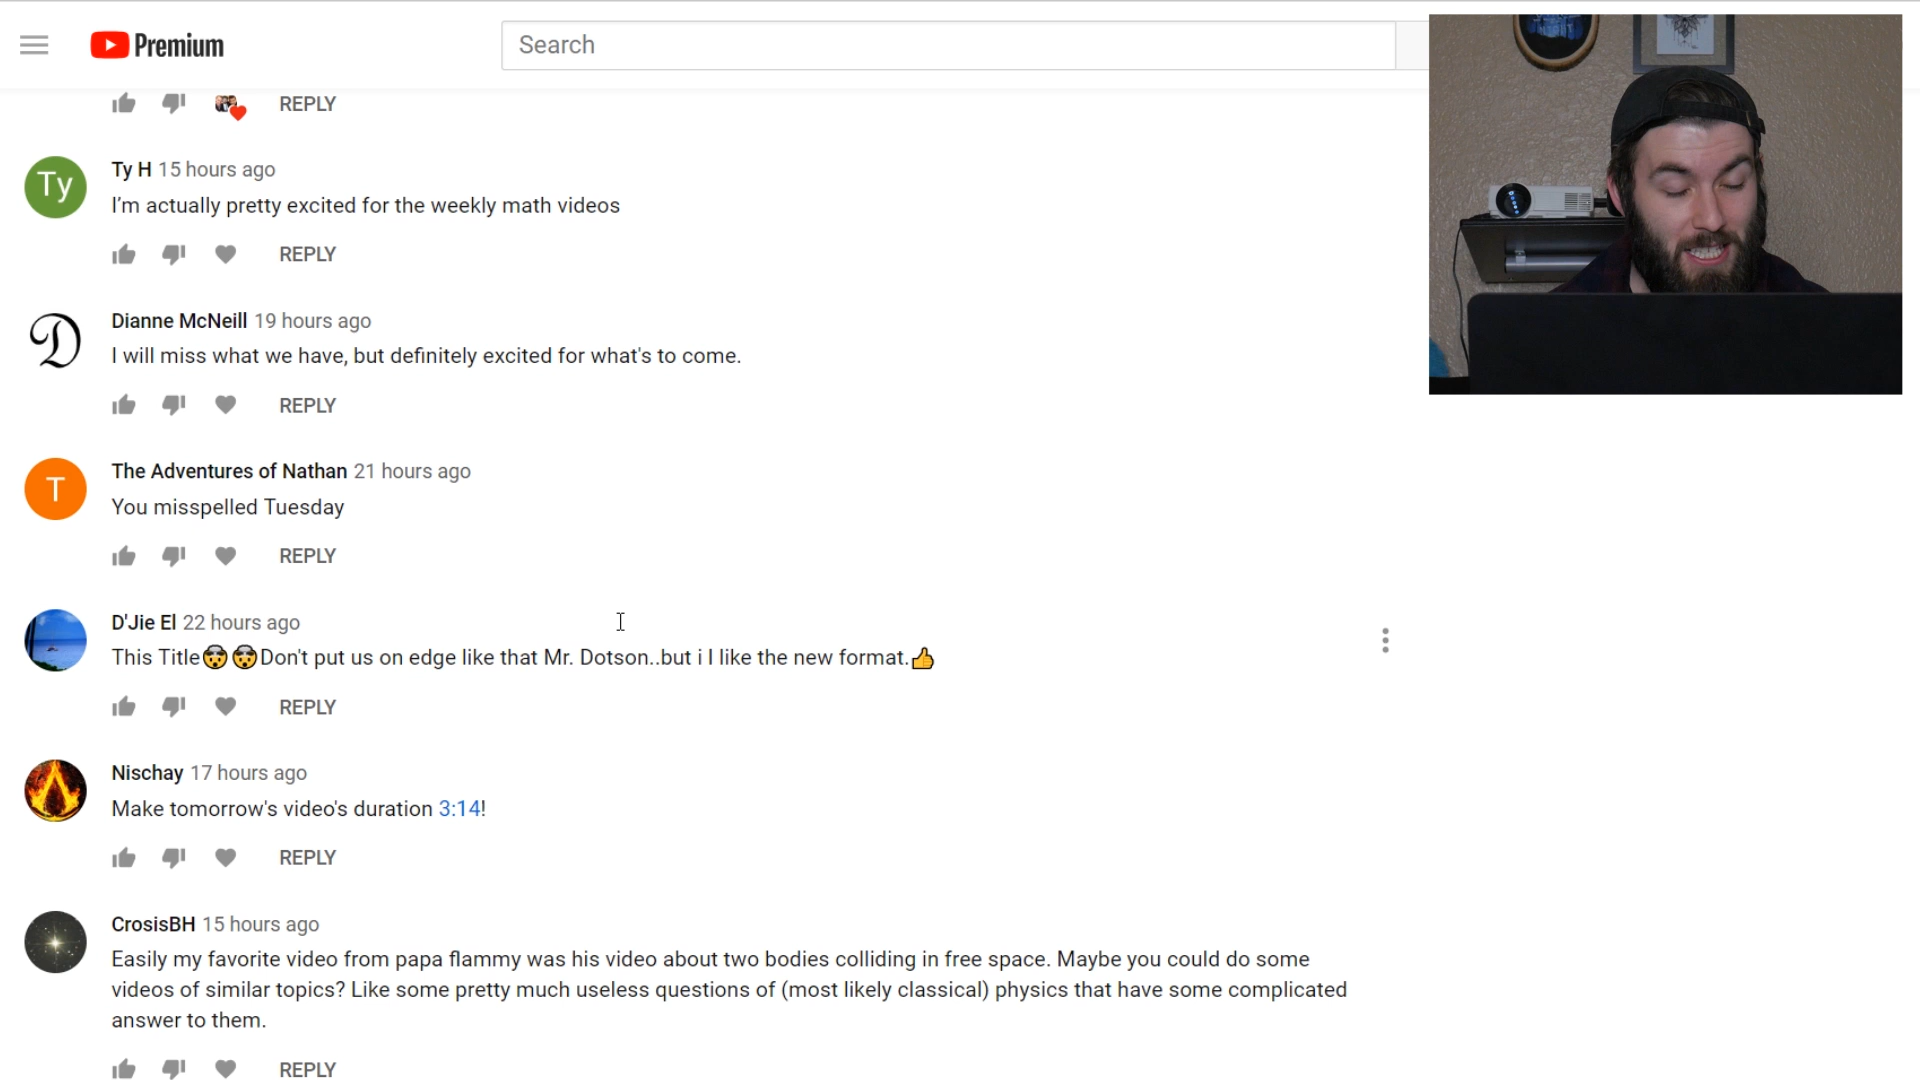 Premium
Search
REPLY
Ty
Ty H 15 hours ago
I’m actually pretty excited for the weekly math videos
REPLY
D
Dianne McNeill 19 hours ago
I will miss what we have, but definitely excited for what's to come.
REPLY
T
The Adventures of Nathan 21 hours ago
You misspelled Tuesday
REPLY
D'Jie El 22 hours ago
This Title🤯🤯Don't put us on edge like that Mr. Dotson..but i I like the new format.👍
REPLY
Nischay 17 hours ago
Make tomorrow's video's duration 3:14!
REPLY
CrosisBH 15 hours ago
Easily my favorite video from papa flammy was his video about two bodies colliding in free space. Maybe you could do some
videos of similar topics? Like some pretty much useless questions of (most likely classical) physics that have some complicated
answer to them.
REPLY